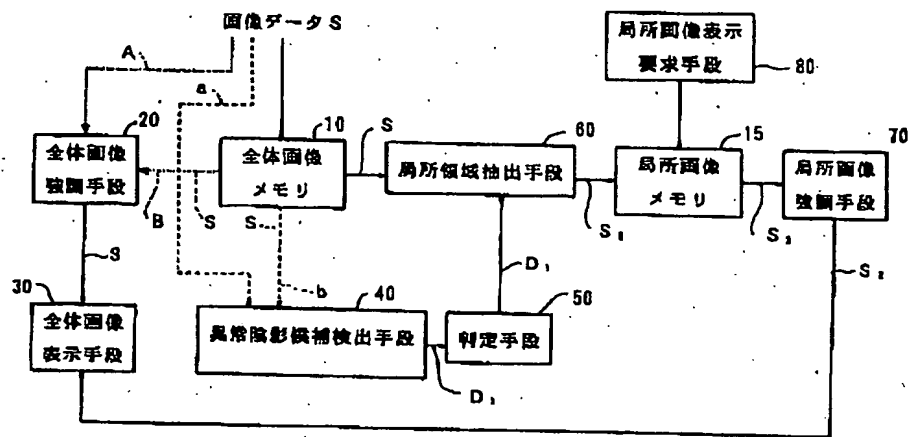 画像データS
局所画像表示
要求手段
80
A
a
20
10
S
60
15
70
全体画像
強調手段
全体画像
メモリ
局所領域抽出手段
局所画像
メモリ
局所画像
強調手段
B
S
S
S₂
S₂
S
b
D₁
S₂
30
40
50
全体画像
表示手段
異常陰影候補検出手段
判定手段
D₁